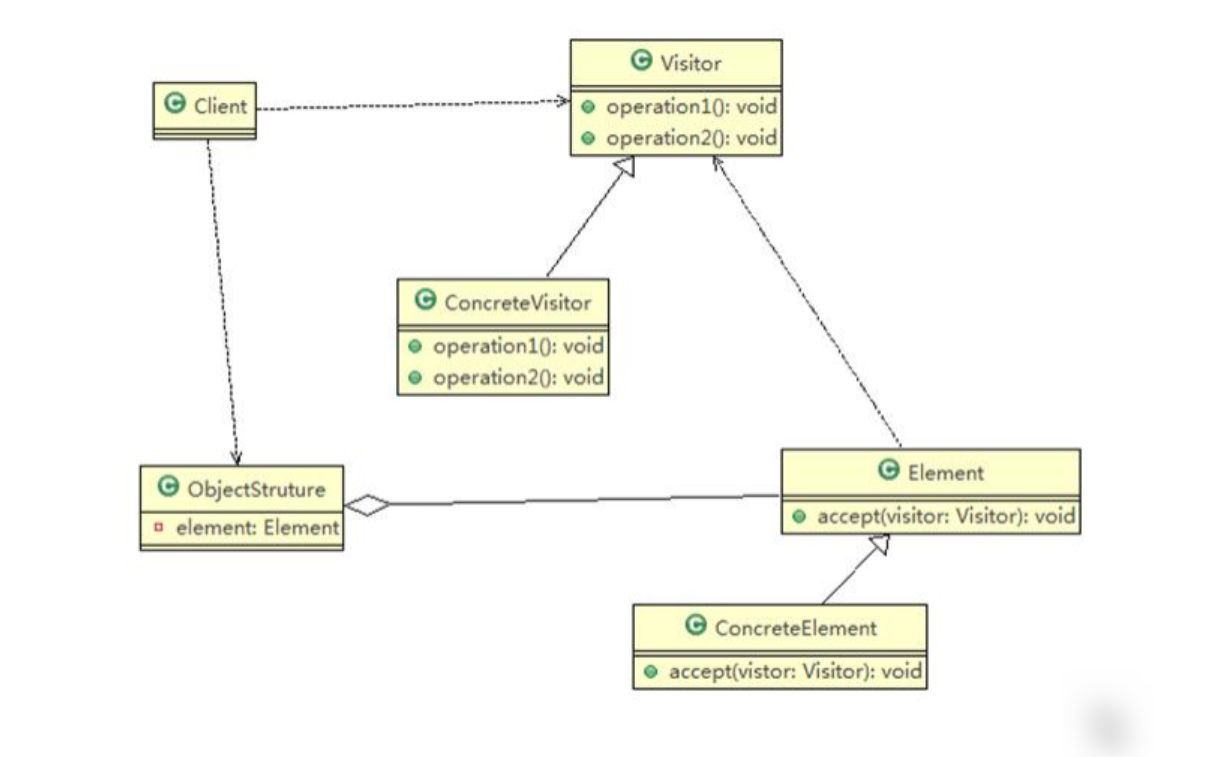 Visitor
operation1(): void
operation2(): void
Client
ConcreteVisitor
operation1(): void
operation2(): void
ObjectStruture
element: Element
Element
accept(visitor: Visitor): void
ConcreteElement
accept(vistor: Visitor): void